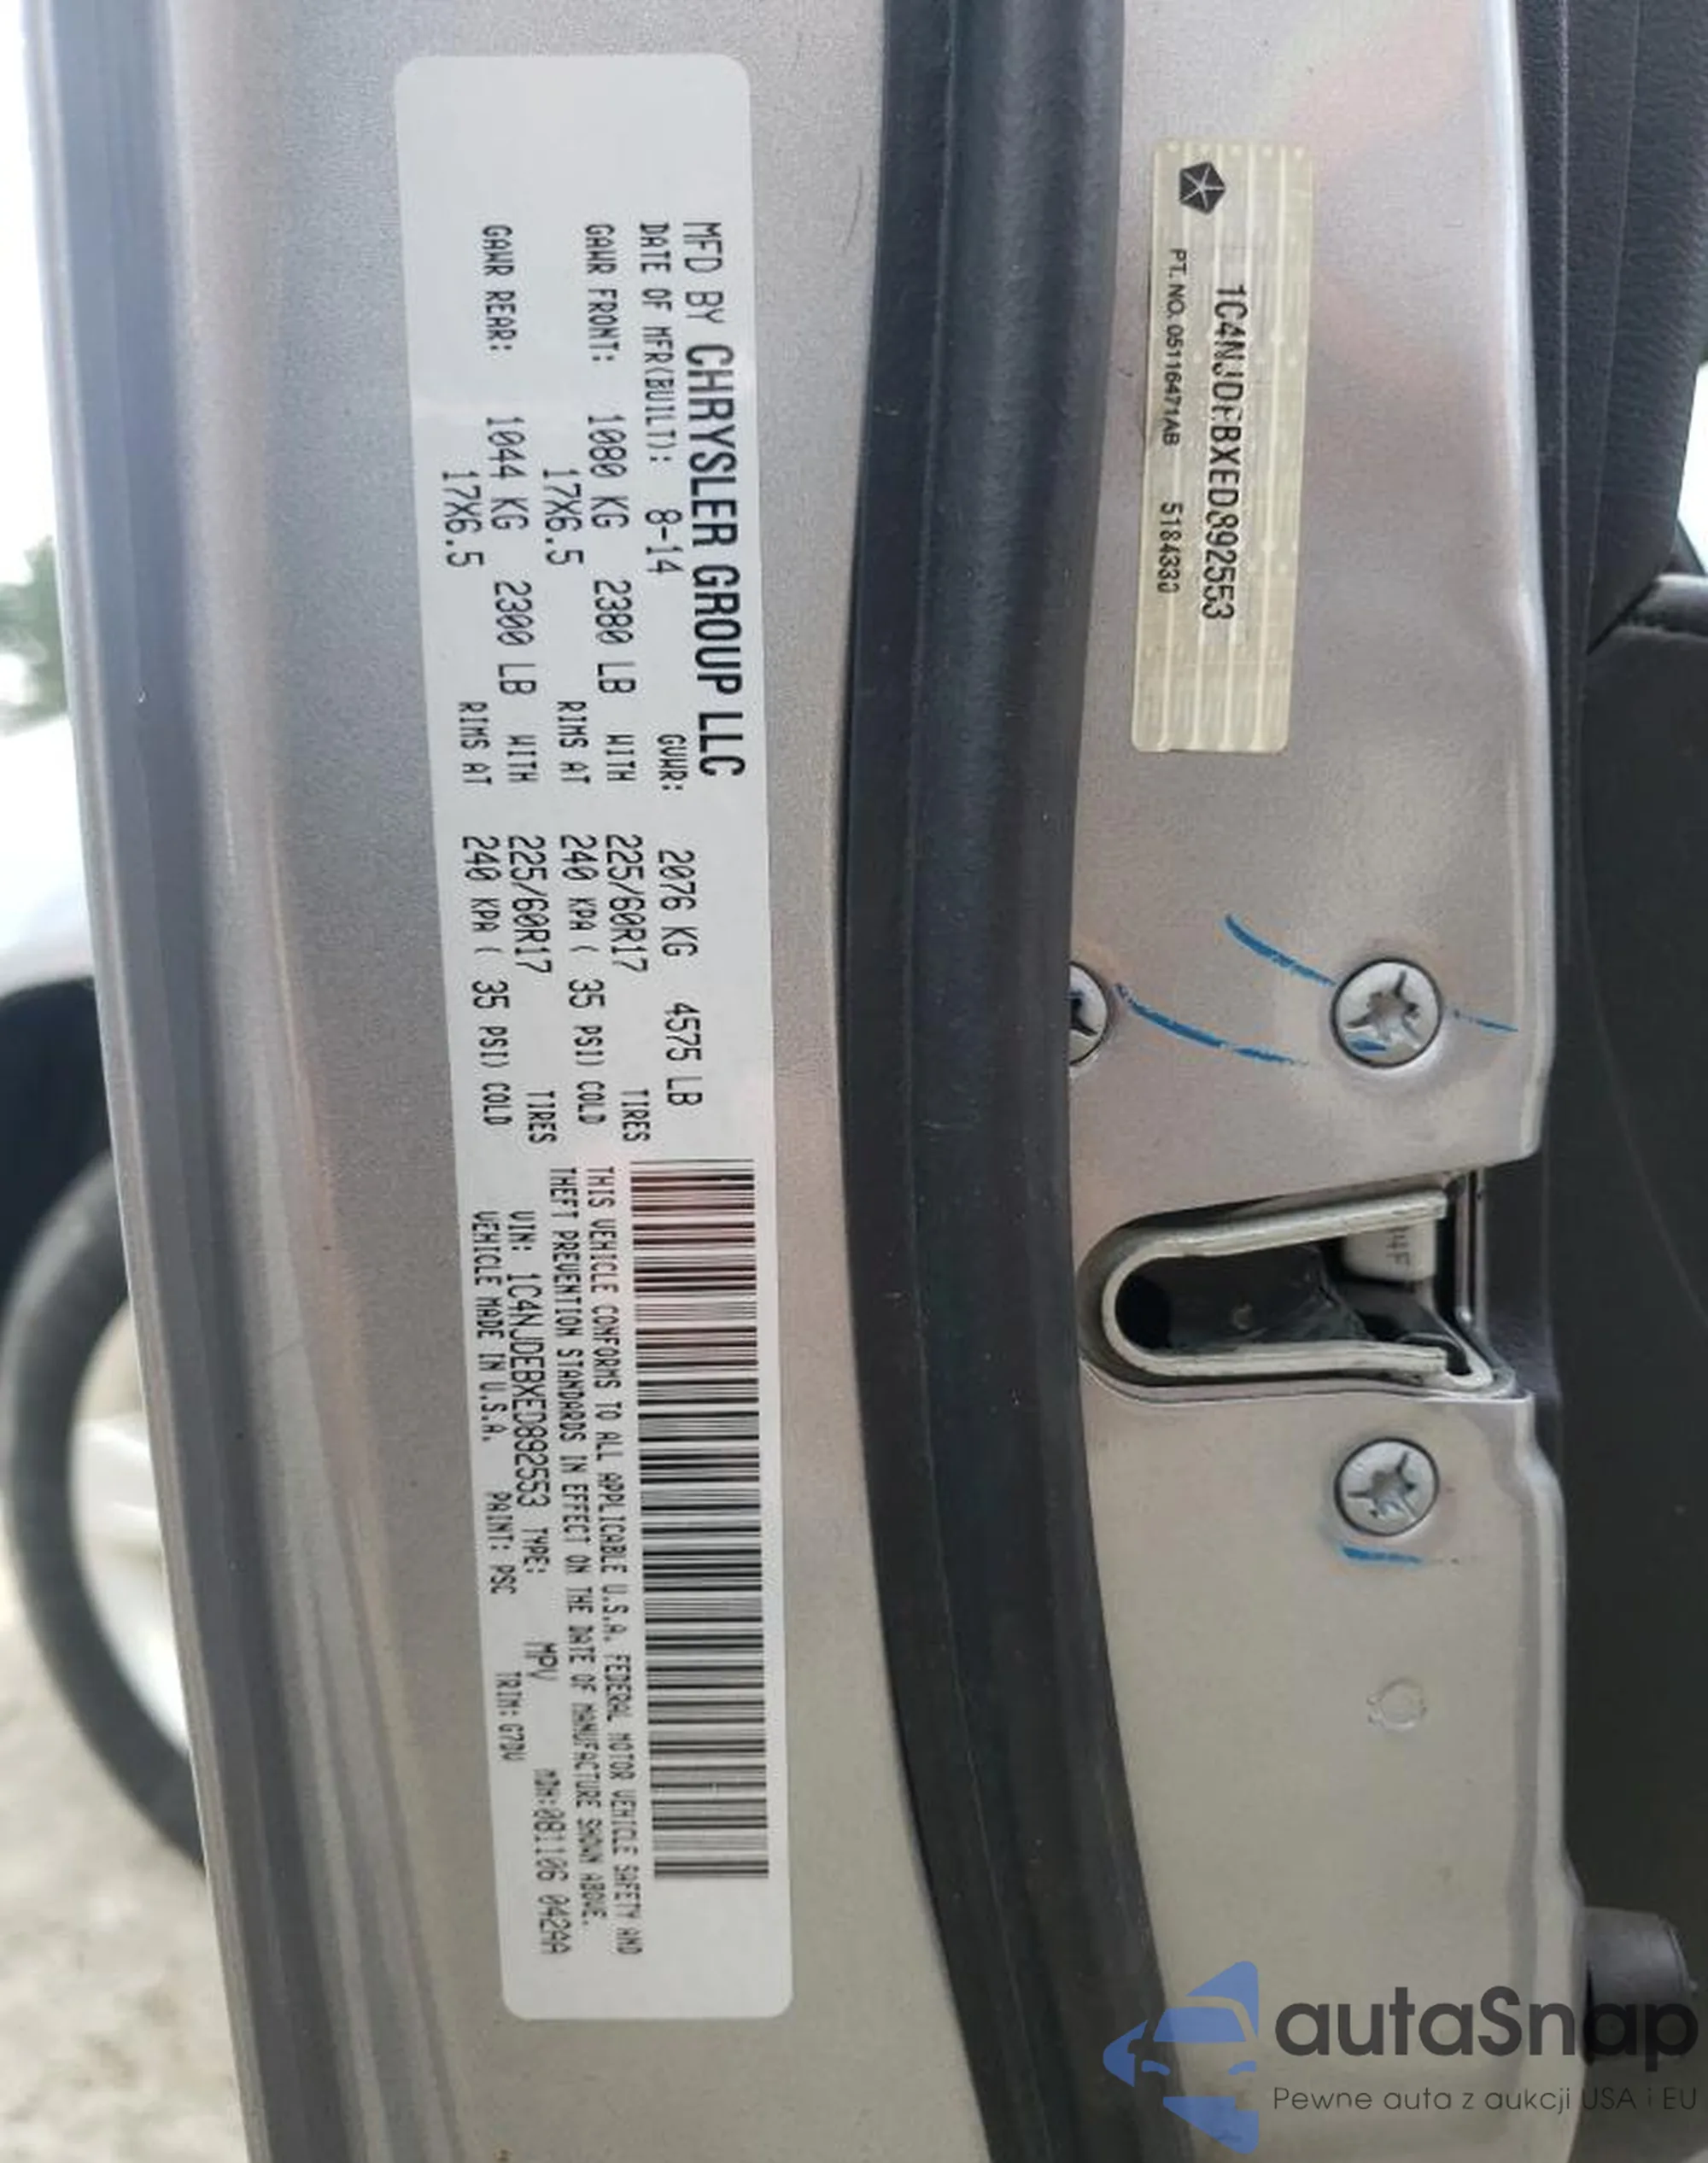 MFD BY CHRYSLER GROUP LLC
DATE OF MFR(BUILT): 8-14 GVWR: 2076 KG 4575 LB
GAWR FRONT: 1080 KG 2380 LB WITH 225/60R17 TIRES
17X6.5 RIMS AT 240 KPA ( 35 PSI) COLD
GAWR REAR: 1044 KG 2300 LB WITH 225/60R17 TIRES
17X6.5 RIMS AT 240 KPA ( 35 PSI) COLD
THIS VEHICLE CONFORMS TO ALL APPLICABLE U.S.A. FEDERAL MOTOR VEHICLE SAFETY AND
THEFT PREVENTION STANDARDS IN EFFECT ON THE DATE OF MANUFACTURE SHOWN ABOVE.
VIN: 1C4NJDEBXED892553 TYPE: MPV MDH:081106 042AA
VEHICLE MADE IN U.S.A. PAINT: PSC TRIM:
1C4NJDEBXED892553
PT. NO. 05116471AB 5184330
autaSnap
Pewne auta z aukcji USA i EU